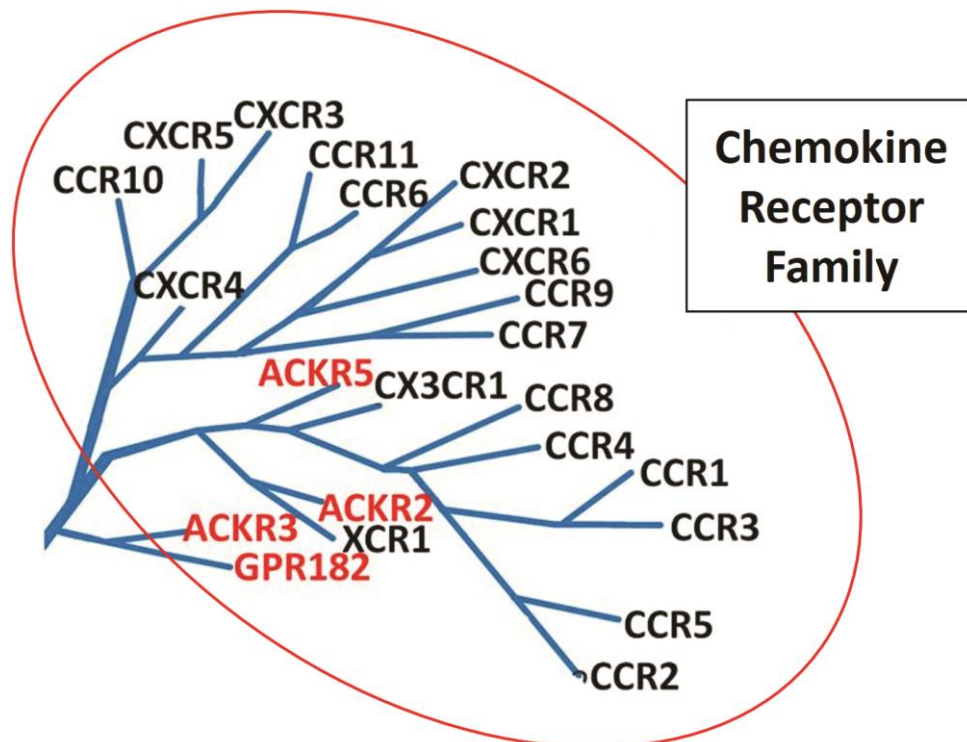 CXCR3
CXCR5
CCR11
CCR10
CXCR2
CCR6
CXCR1
CXCR6
CXCR4
CCR9
CCR7
ACKR5
CX3CR1
CCR8
CCR4
CCR1
ACKR2
ACKR3
XCR1
CCR3
GPR182
CCR5
CCR2
Chemokine
Receptor
Family